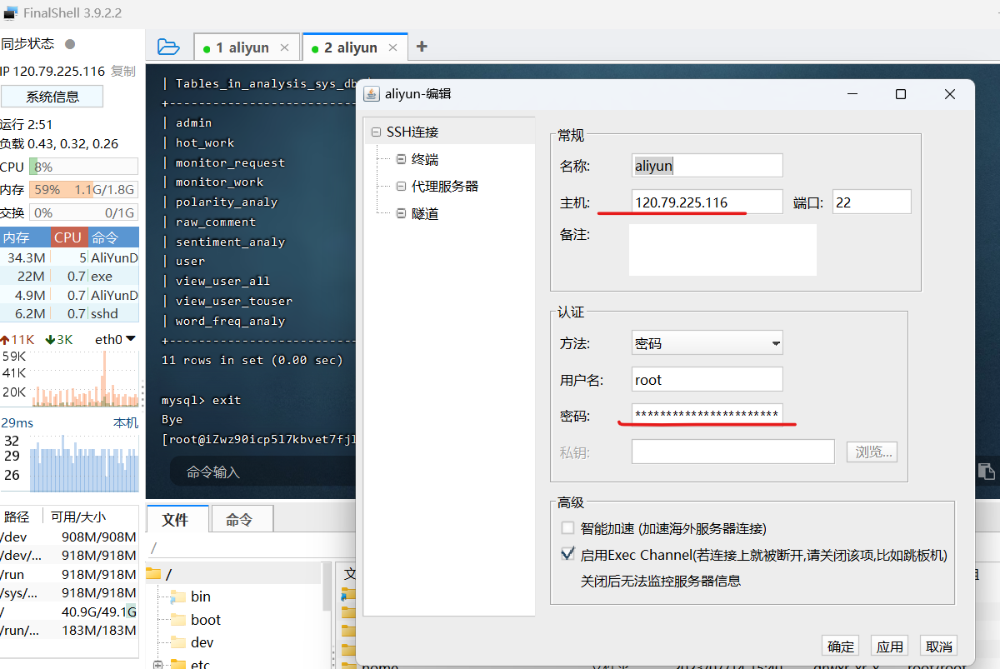 FinalShell 3.9.2.2
同步状态
IP 120.79.225.116 复制
系统信息
运行 2:51
负载 0.43, 0.32, 0.26
CPU 8%
内存 59% 1.1G/1.8G
交换 0% 0/1G
内存 CPU 命令
34.3M 5 AliYunD
22M 0.7 exe
4.9M 0.7 AliYunD
6.2M 0.7 sshd
11K 3K eth0
59K
41K
20K
29ms 本机
32
29
26
路径 可用/大小
/dev 908M/908M
/dev/... 918M/918M
/run 918M/918M
/sys/... 918M/918M
/ 40.9G/49.1G
/run/... 183M/183M
1 aliyun
2 aliyun
| Tables_in_analysis_sys_db
+--------------------------
| admin
| hot_work
| monitor_request
| monitor_work
| polarity_analy
| raw_comment
| sentiment_analy
| user
| view_user_all
| view_user_touser
| word_freq_analy
+--------------------------
11 rows in set (0.00 sec)
mysql> exit
Bye
[root@iZwz90icp5l7kbvet7fjl
命令输入
文件 命令
/
/
bin
boot
dev
etc
文
home
aliyun-编辑
SSH连接
终端
代理服务器
隧道
常规
名称: aliyun
主机: 120.79.225.116 端口: 22
备注:
认证
方法: 密码
用户名: root
密码: ***********************
私钥: 浏览...
高级
智能加速 (加速海外服务器连接)
启用Exec Channel(若连接上就被断开,请关闭该项,比如跳板机)
关闭后无法监控服务器信息
确定 应用 取消